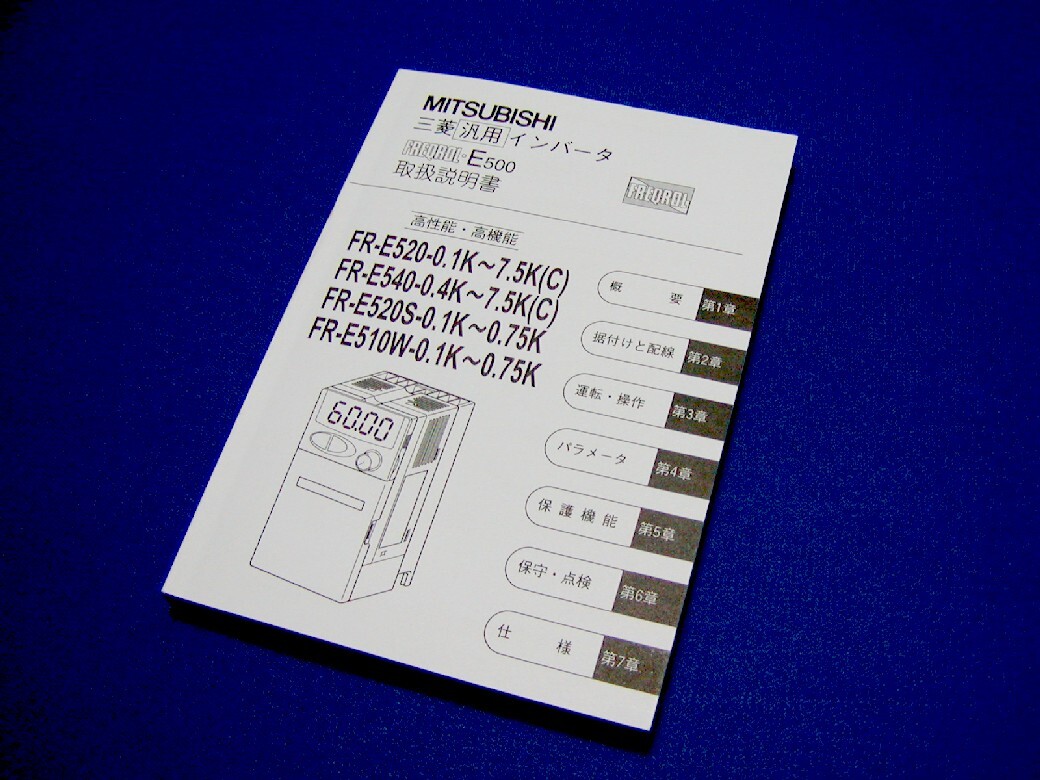 MITSUBISHI
三菱 汎用 インバータ
FREQROL-E500
取扱説明書
FREQROL
高性能・高機能
FR-E520-0.1K～7.5K(C)
FR-E540-0.4K～7.5K(C)
FR-E520S-0.1K～0.75K
FR-E510W-0.1K～0.75K
概 要 第1章
据付けと配線 第2章
運転・操作 第3章
パラメータ 第4章
保護機能 第5章
保守・点検 第6章
仕 様 第7章
60.00